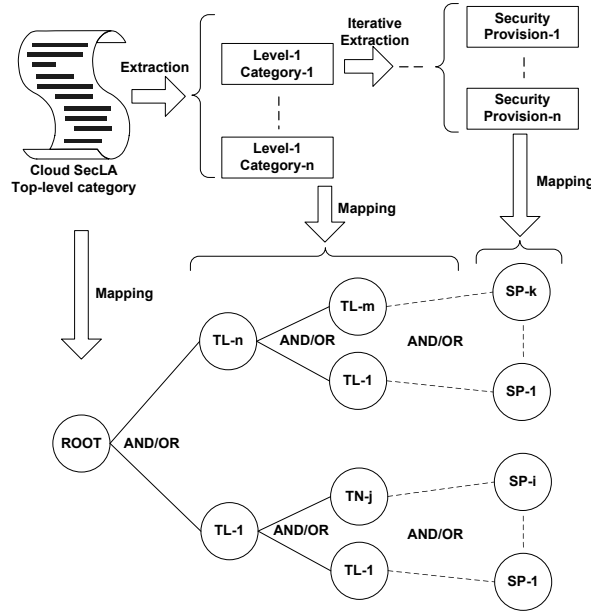 Iterative
Extraction
Extraction
Security
Provision-1
Level-1
Category-1
Security
Provision-n
Level-1
Category-n
Cloud SecLA
Top-level category
Mapping
Mapping
Mapping
SP-k
TL-m
TL-n
AND/OR
AND/OR
TL-1
SP-1
ROOT
AND/OR
SP-i
TN-j
TL-1
AND/OR
AND/OR
TL-1
SP-1